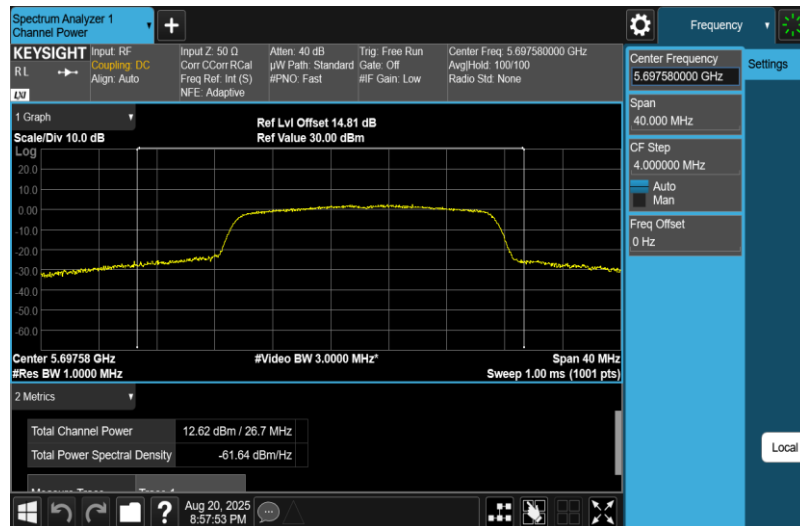 Spectrum Analyzer 1
Channel Power
+
Frequency
KEYSIGHT
RL
LXI
Input: RF
Coupling: DC
Align: Auto
Input Z: 50 Ω
Corr CCorr RCal
Freq Ref: Int (S)
NFE: Adaptive
Atten: 40 dB
µW Path: Standard
#PNO: Fast
Trig: Free Run
Gate: Off
#IF Gain: Low
Center Freq: 5.697580000 GHz
Avg|Hold: 100/100
Radio Std: None
Center Frequency
5.697580000 GHz
Settings
Span
40.000 MHz
CF Step
4.000000 MHz
Auto
Man
Freq Offset
0 Hz
Local
1 Graph
Scale/Div 10.0 dB
Ref Lvl Offset 14.81 dB
Ref Value 30.00 dBm
Log
20.0
10.0
0.00
-10.0
-20.0
-30.0
-40.0
-50.0
-60.0
Center 5.69758 GHz
#Video BW 3.0000 MHz*
Span 40 MHz
#Res BW 1.0000 MHz
Sweep 1.00 ms (1001 pts)
2 Metrics
Total Channel Power 12.62 dBm / 26.7 MHz
Total Power Spectral Density -61.64 dBm/Hz
?
Aug 20, 2025
8:57:53 PM